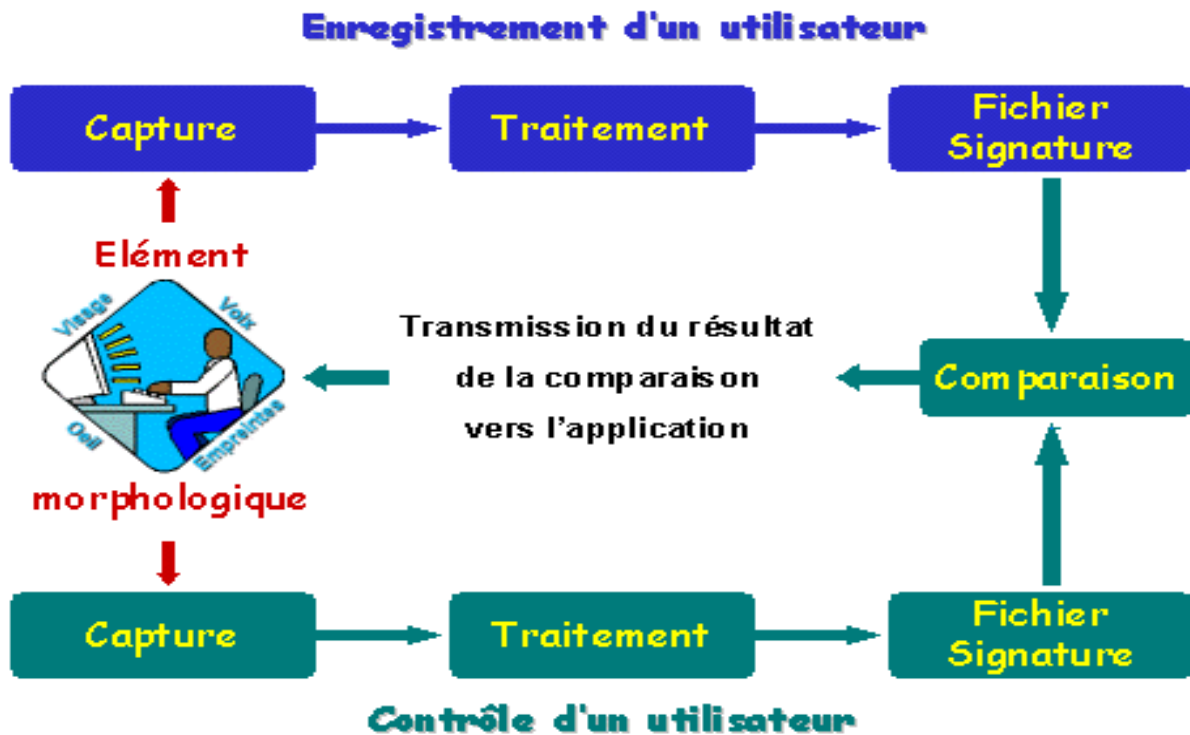 Enregistrement d'un utilisateur
Capture
Traitement
Fichier
Signature
Elément
Visage
Voix
Oeil
Empreintes
morphologique
Transmission du résultat
de la comparaison
vers l'application
Comparaison
Capture
Traitement
Fichier
Signature
Contrôle d'un utilisateur